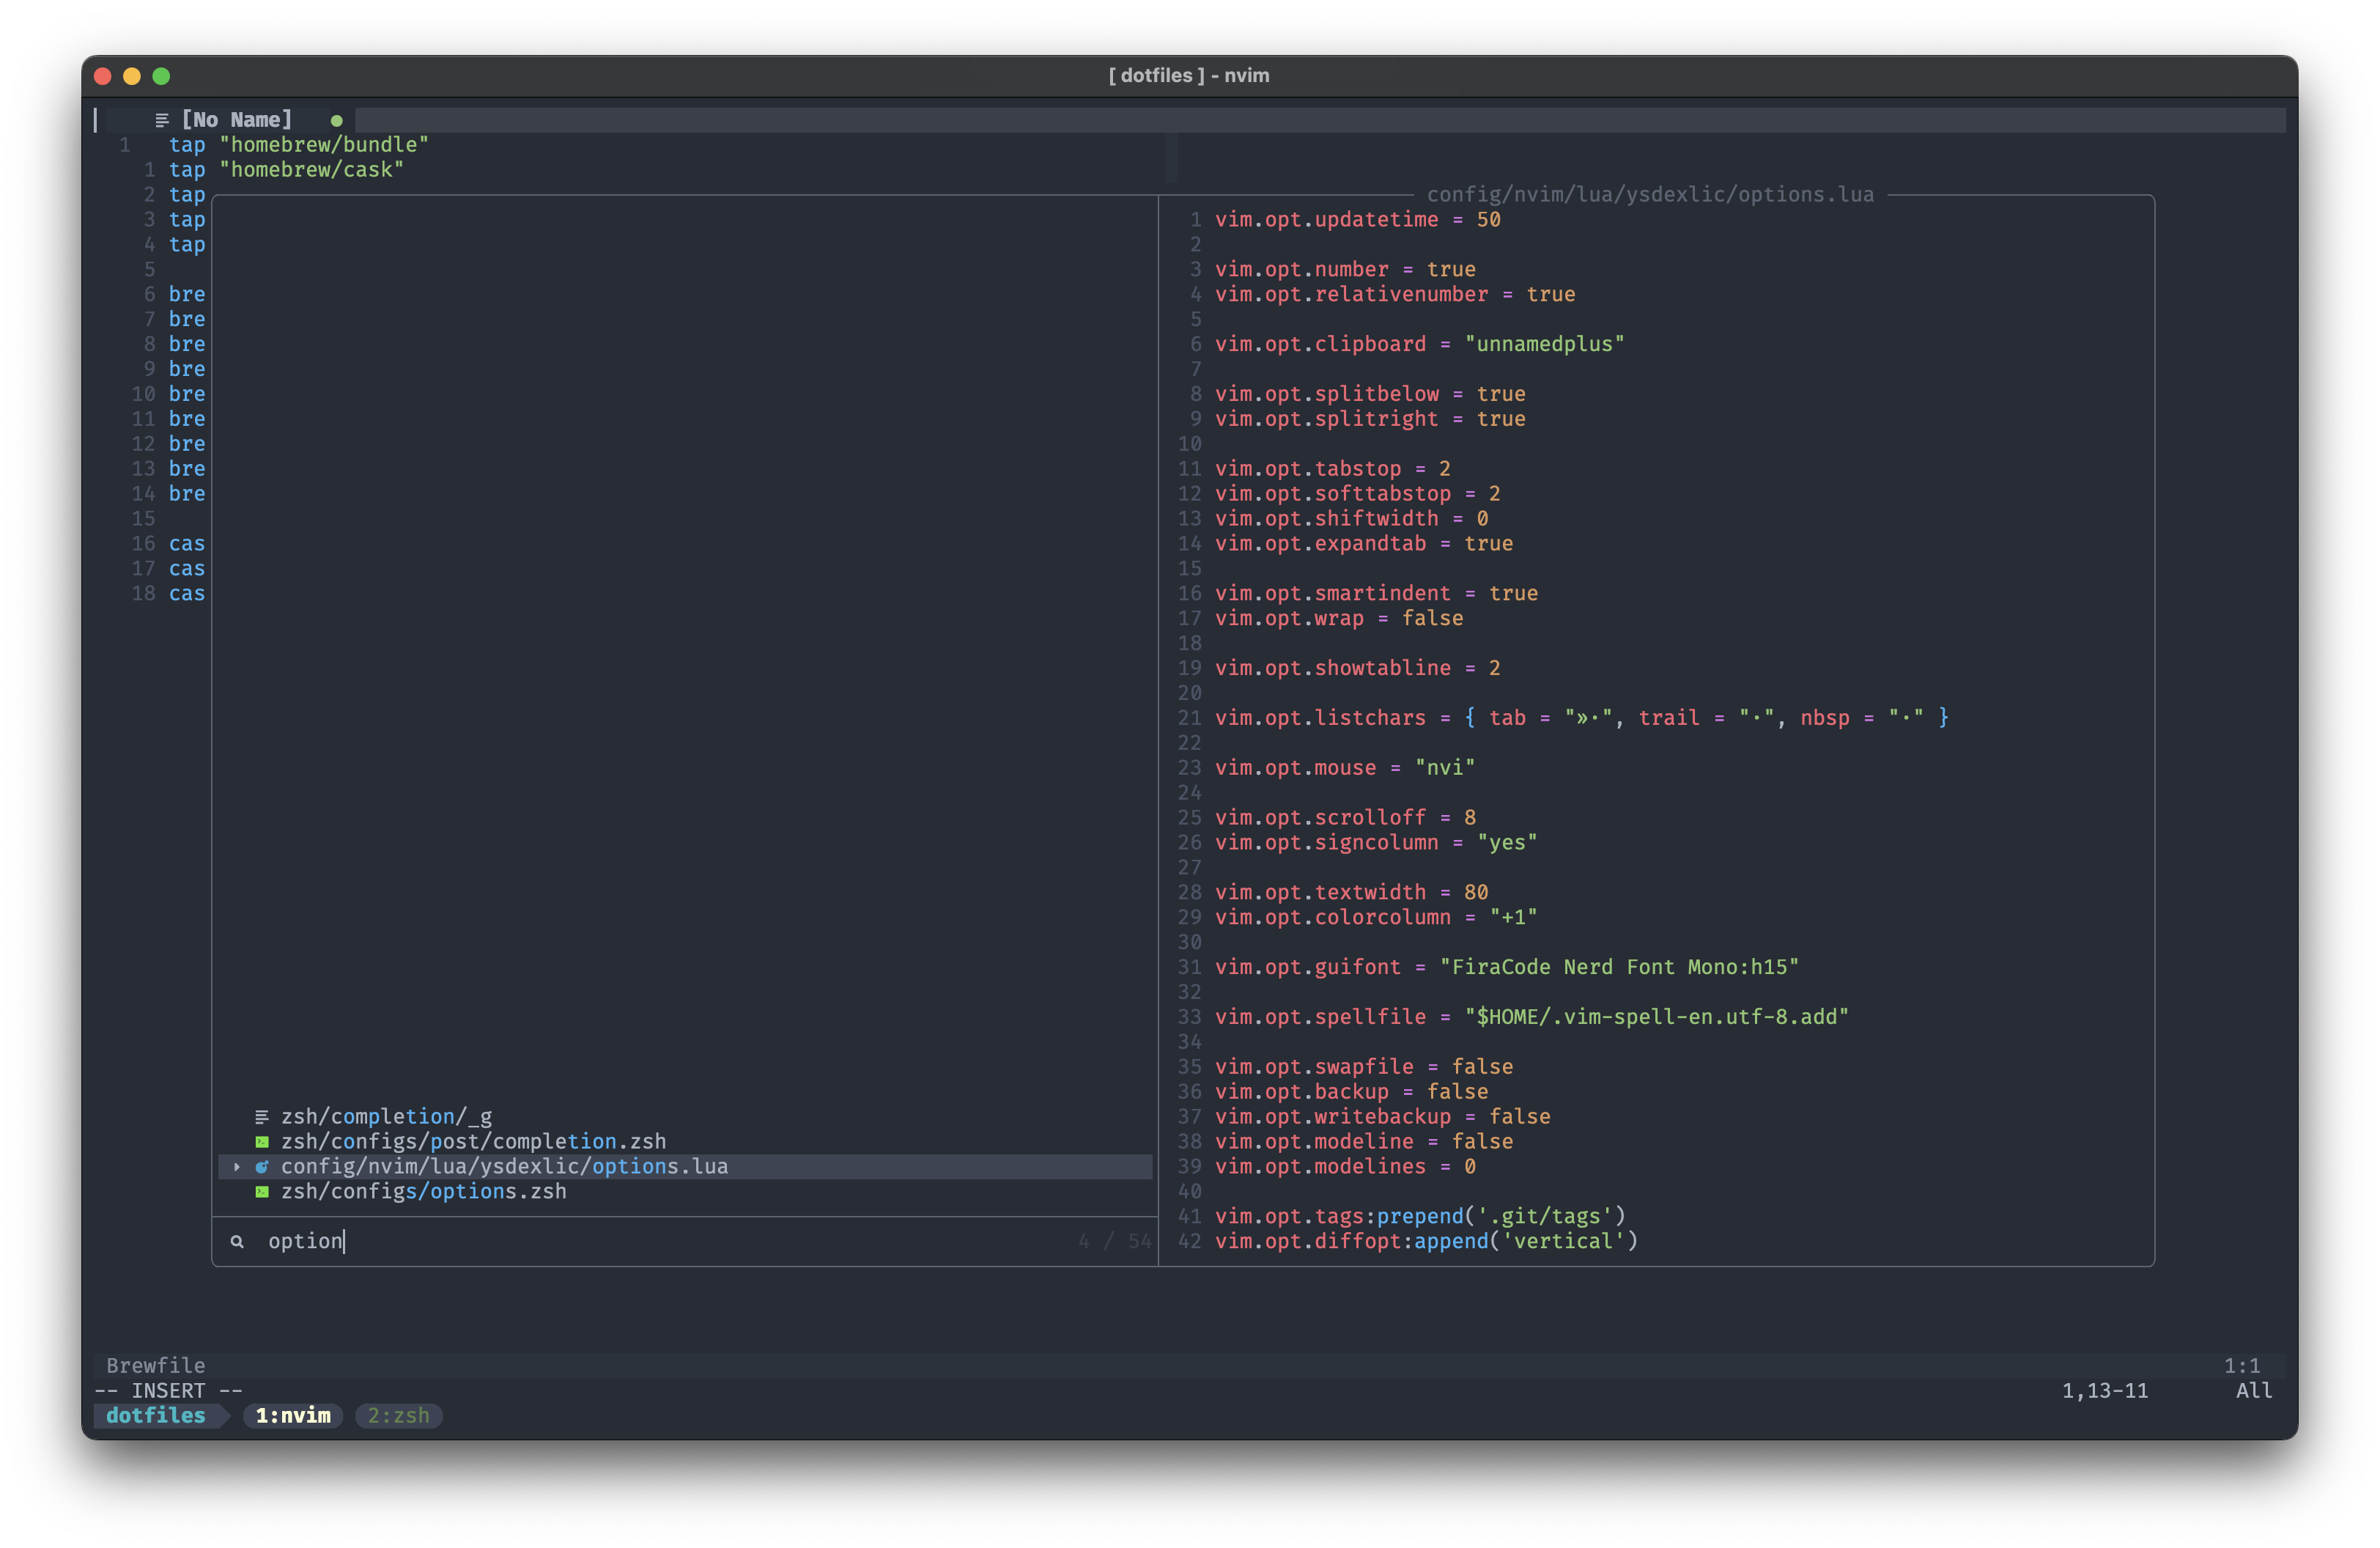 [ dotfiles ] - nvim
[No Name]
1 tap "homebrew/bundle"
1 tap "homebrew/cask"
2 tap
3 tap
4 tap
5
6 bre
7 bre
8 bre
9 bre
10 bre
11 bre
12 bre
13 bre
14 bre
15
16 cas
17 cas
18 cas
zsh/completion/_g
zsh/configs/post/completion.zsh
config/nvim/lua/ysdexlic/options.lua
zsh/configs/options.zsh
option 4 / 54
config/nvim/lua/ysdexlic/options.lua
1 vim.opt.updatetime = 50
2
3 vim.opt.number = true
4 vim.opt.relativenumber = true
5
6 vim.opt.clipboard = "unnamedplus"
7
8 vim.opt.splitbelow = true
9 vim.opt.splitright = true
10
11 vim.opt.tabstop = 2
12 vim.opt.softtabstop = 2
13 vim.opt.shiftwidth = 0
14 vim.opt.expandtab = true
15
16 vim.opt.smartindent = true
17 vim.opt.wrap = false
18
19 vim.opt.showtabline = 2
20
21 vim.opt.listchars = { tab = "»·", trail = "·", nbsp = "·" }
22
23 vim.opt.mouse = "nvi"
24
25 vim.opt.scrolloff = 8
26 vim.opt.signcolumn = "yes"
27
28 vim.opt.textwidth = 80
29 vim.opt.colorcolumn = "+1"
30
31 vim.opt.guifont = "FiraCode Nerd Font Mono:h15"
32
33 vim.opt.spellfile = "$HOME/.vim-spell-en.utf-8.add"
34
35 vim.opt.swapfile = false
36 vim.opt.backup = false
37 vim.opt.writebackup = false
38 vim.opt.modeline = false
39 vim.opt.modelines = 0
40
41 vim.opt.tags:prepend('.git/tags')
42 vim.opt.diffopt:append('vertical')
Brewfile 1:1
-- INSERT -- 1,13-11 All
dotfiles 1:nvim 2:zsh